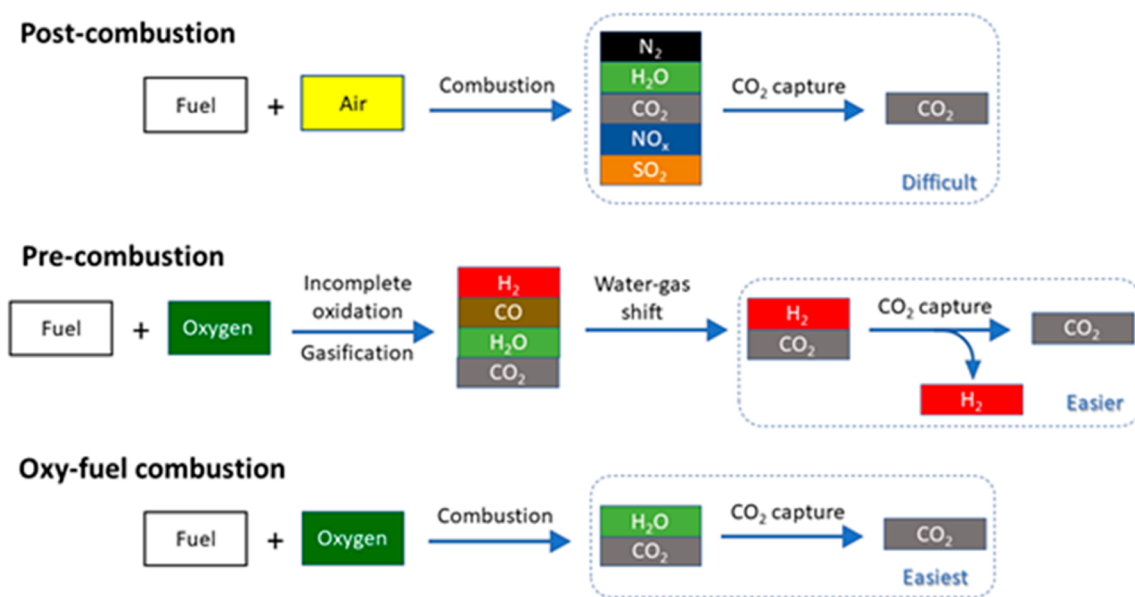 Post-combustion
Fuel + Air
Combustion
N₂
H₂O
CO₂
NOₓ
SO₂
CO₂ capture
CO₂
Difficult
Pre-combustion
Fuel + Oxygen
Incomplete
oxidation
Gasification
H₂
CO
H₂O
CO₂
Water-gas
shift
H₂
CO₂
CO₂ capture
CO₂
H₂
Easier
Oxy-fuel combustion
Fuel + Oxygen
Combustion
H₂O
CO₂
CO₂ capture
CO₂
Easiest